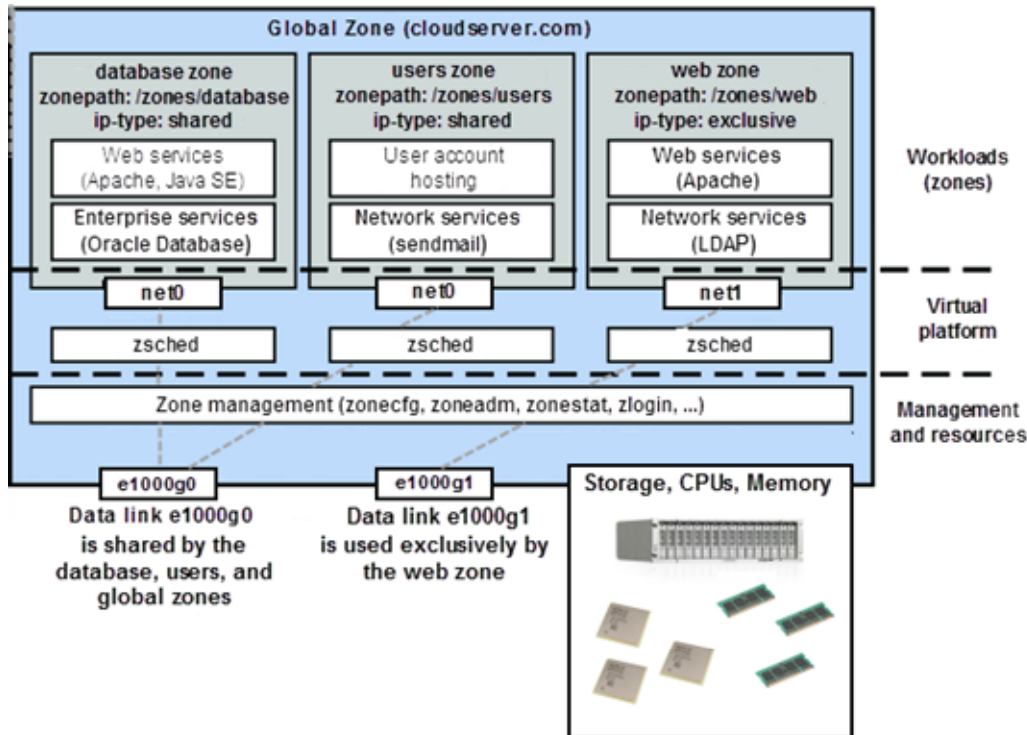 Global Zone (cloudserver.com)
database zone
zonepath: /zones/database
ip-type: shared
Web services
(Apache, Java SE)
Enterprise services
(Oracle Database)
net0
zsched
users zone
zonepath: /zones/users
ip-type: shared
User account
hosting
Network services
(sendmail)
net0
zsched
web zone
zonepath: /zones/web
ip-type: exclusive
Web services
(Apache)
Network services
(LDAP)
net1
zsched
Workloads
(zones)
Virtual
platform
Zone management (zonecfg, zoneadm, zonestat, zlogin, ...)
Management
and resources
e1000g0
Data link e1000g0
is shared by the
database, users, and
global zones
e1000g1
Data link e1000g1
is used exclusively by
the web zone
Storage, CPUs, Memory